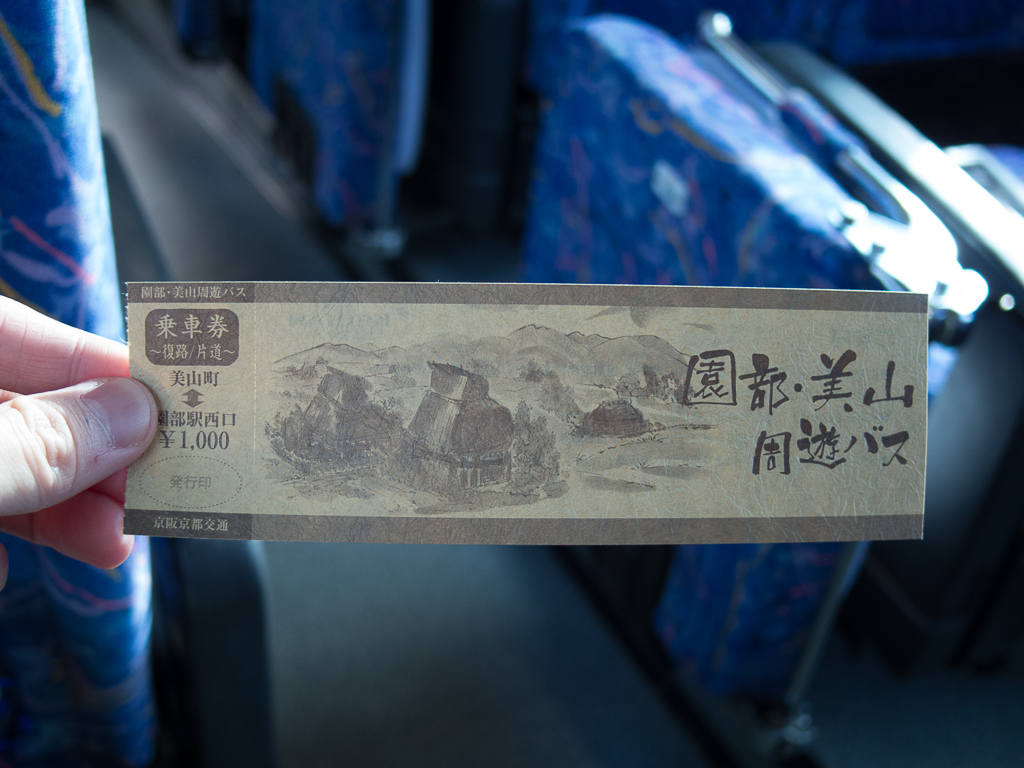 園部・美山周遊バス
乗車券
～復路/片道～
美山町
園部駅西口
¥1,000
発行印
京阪京都交通
園部・美山
周遊バス